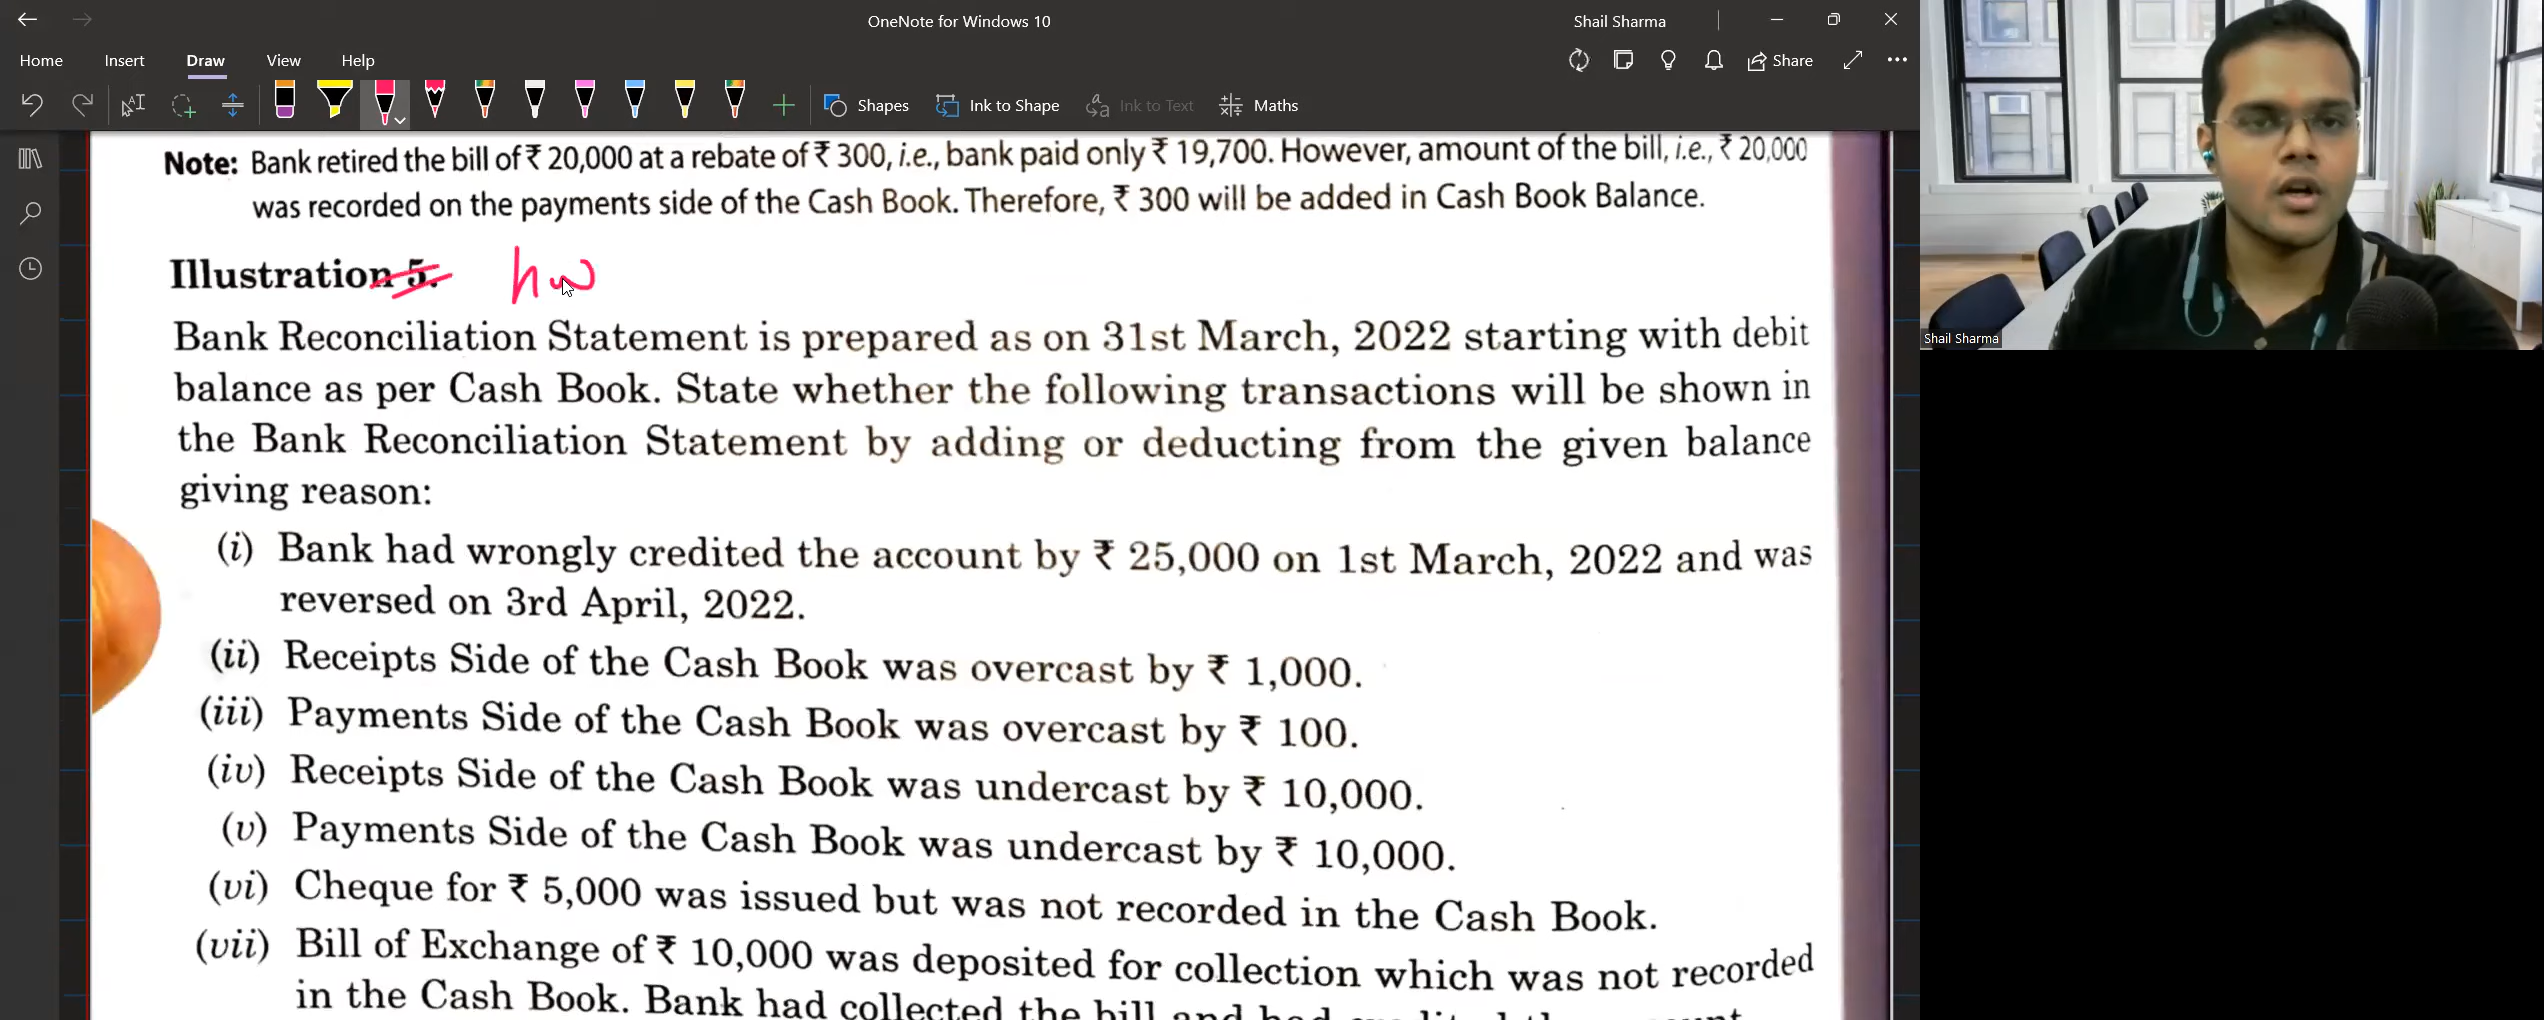 OneNote for Windows 10
Shail Sharma
Home Insert Draw View Help
Share
Shapes Ink to Shape Ink to Text Maths
Note: Bank retired the bill of ₹ 20,000 at a rebate of ₹ 300, i.e., bank paid only ₹ 19,700. However, amount of the bill, i.e., ₹ 20,000
was recorded on the payments side of the Cash Book. Therefore, ₹ 300 will be added in Cash Book Balance.
Illustration 5. hw
Bank Reconciliation Statement is prepared as on 31st March, 2022 starting with debit
balance as per Cash Book. State whether the following transactions will be shown in
the Bank Reconciliation Statement by adding or deducting from the given balance
giving reason:
(i) Bank had wrongly credited the account by ₹ 25,000 on 1st March, 2022 and was
reversed on 3rd April, 2022.
(ii) Receipts Side of the Cash Book was overcast by ₹ 1,000.
(iii) Payments Side of the Cash Book was overcast by ₹ 100.
(iv) Receipts Side of the Cash Book was undercast by ₹ 10,000.
(v) Payments Side of the Cash Book was undercast by ₹ 10,000.
(vi) Cheque for ₹ 5,000 was issued but was not recorded in the Cash Book.
(vii) Bill of Exchange of ₹ 10,000 was deposited for collection which was not recorded
in the Cash Book. Bank had collected the bill and had
Shail Sharma